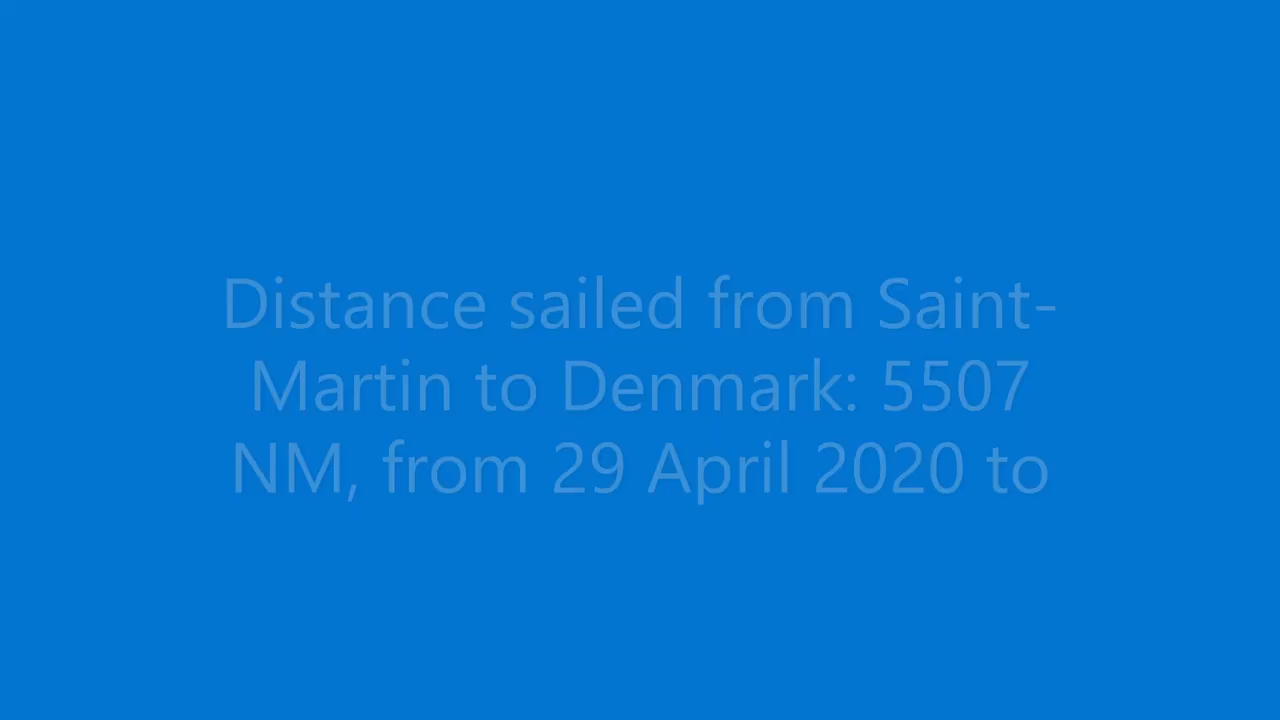 Distance sailed from Saint-
Martin to Denmark: 5507
NM, from 29 April 2020 to